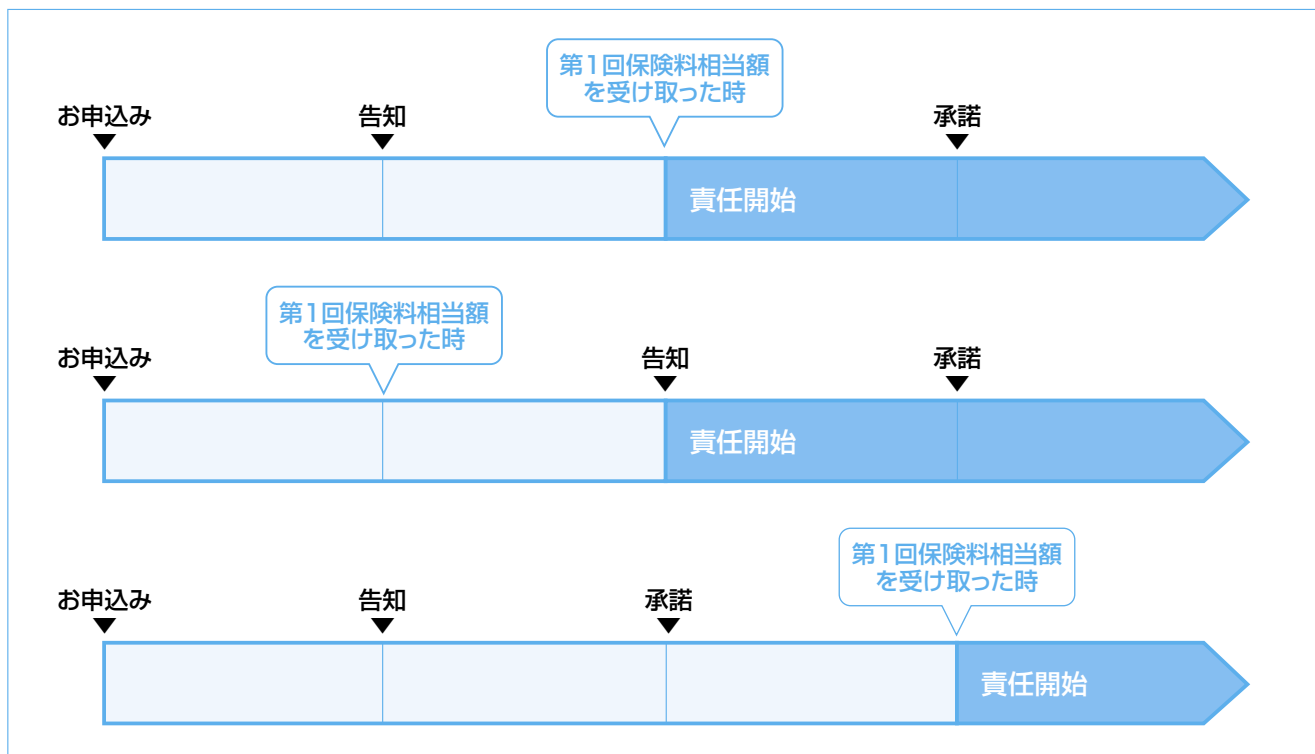 第1回保険料相当額
を受け取った時
お申込み
告知
承諾
責任開始
第1回保険料相当額
を受け取った時
お申込み
告知
承諾
責任開始
第1回保険料相当額
を受け取った時
お申込み
告知
承諾
責任開始